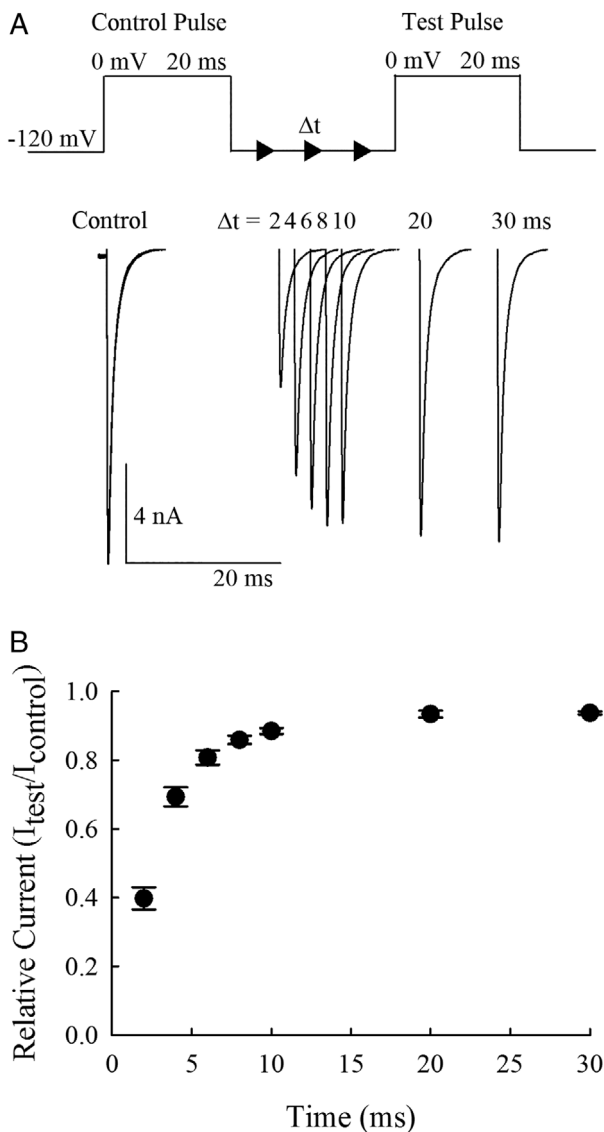 A
Control Pulse Test Pulse
0 mV 20 ms 0 mV 20 ms
-120 mV Δt
Control Δt = 2 4 6 8 10 20 30 ms
4 nA
20 ms
B
Relative Current (Itest/Icontrol)
1.0
0.8
0.6
0.4
0.2
0.0
0 5 10 15 20 25 30
Time (ms)